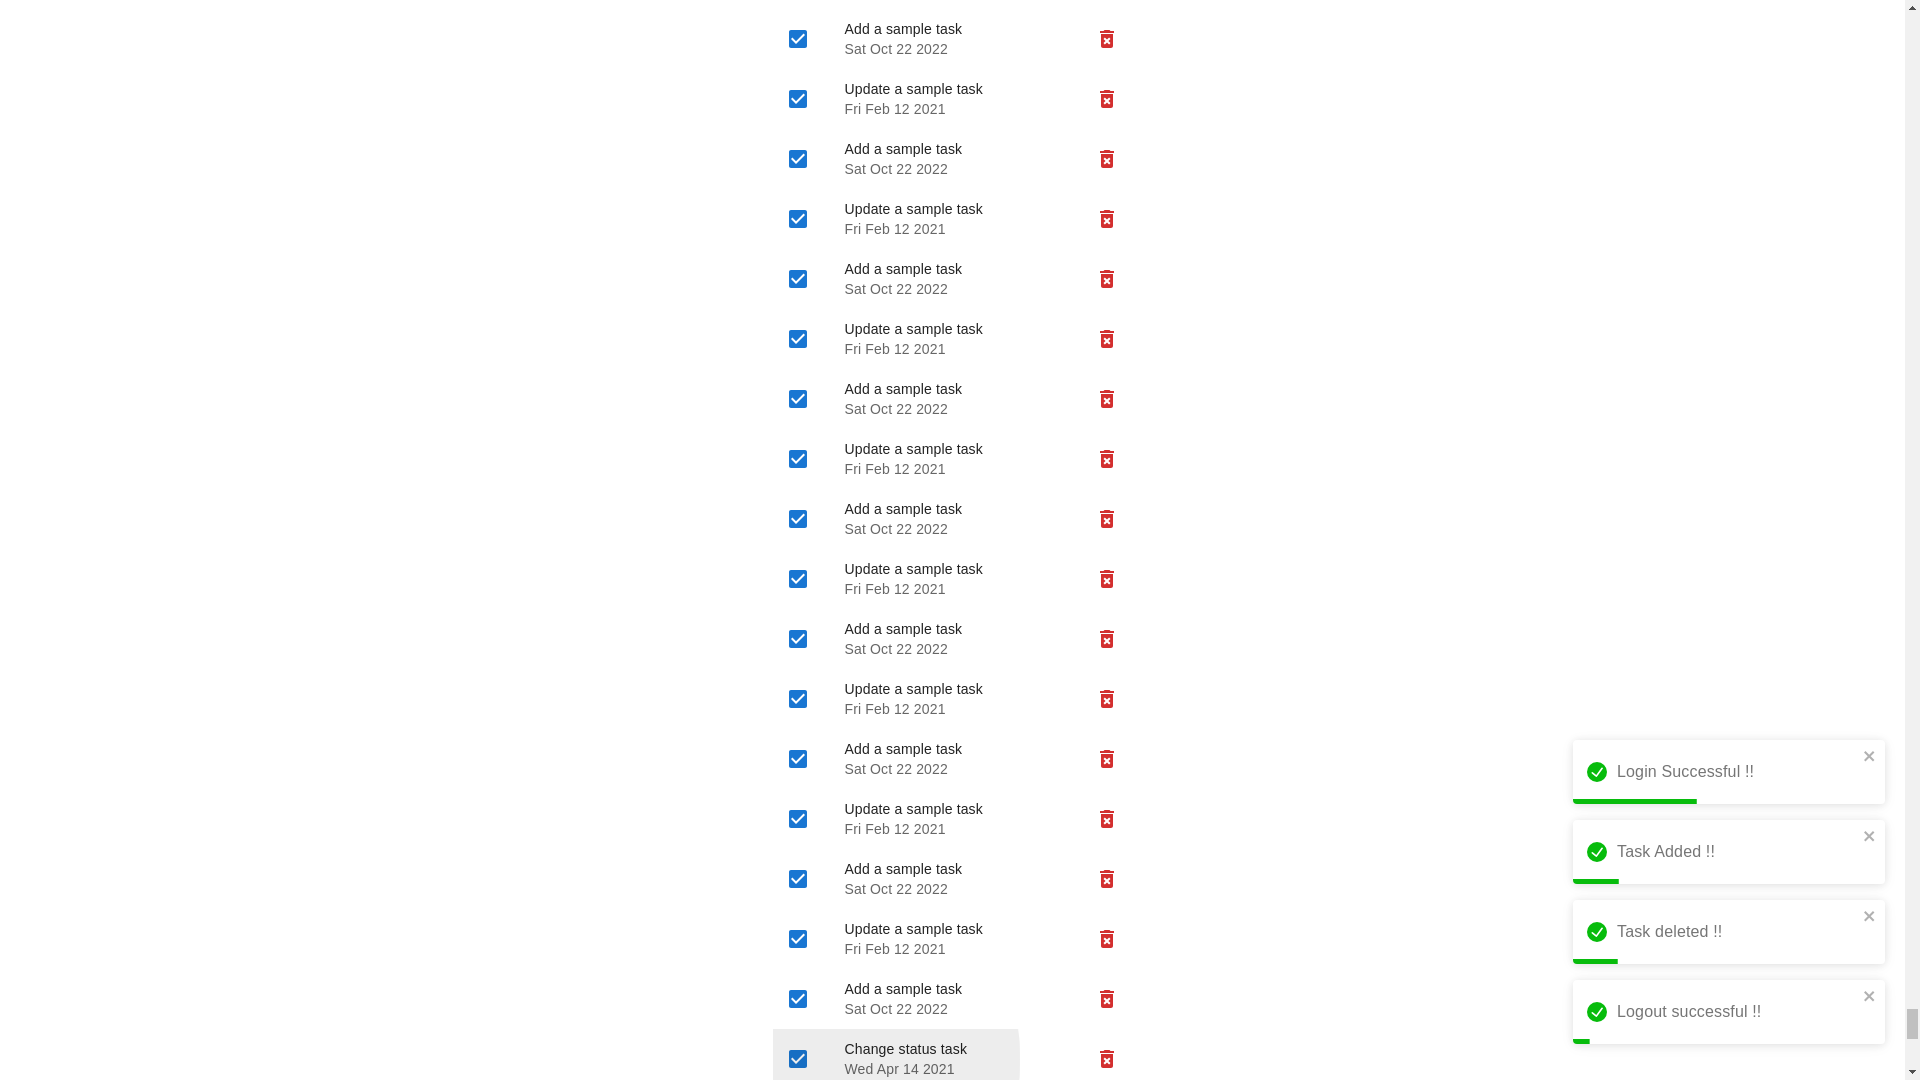 Add a sample task
Sat Oct 22 2022
Update a sample task
Fri Feb 12 2021
Add a sample task
Sat Oct 22 2022
Update a sample task
Fri Feb 12 2021
Add a sample task
Sat Oct 22 2022
Update a sample task
Fri Feb 12 2021
Add a sample task
Sat Oct 22 2022
Update a sample task
Fri Feb 12 2021
Add a sample task
Sat Oct 22 2022
Update a sample task
Fri Feb 12 2021
Add a sample task
Sat Oct 22 2022
Update a sample task
Fri Feb 12 2021
Add a sample task
Sat Oct 22 2022
Update a sample task
Fri Feb 12 2021
Add a sample task
Sat Oct 22 2022
Update a sample task
Fri Feb 12 2021
Add a sample task
Sat Oct 22 2022
Change status task
Wed Apr 14 2021
Login Successful !!
Task Added !!
Task deleted !!
Logout successful !!